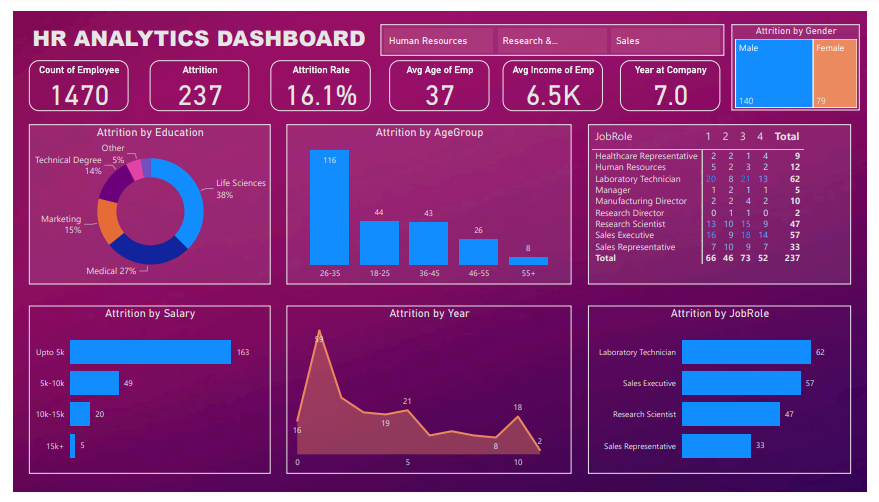 HR ANALYTICS DASHBOARD
Human Resources
Research &...
Sales
Attrition by Gender
Male
Female
140
79
Count of Employee
1470
Attrition
237
Attrition Rate
16.1%
Avg Age of Emp
37
Avg Income of Emp
6.5K
Year at Company
7.0
Attrition by Education
Other
5%
Technical Degree
14%
Life Sciences
38%
Marketing
15%
Medical 27%
Attrition by AgeGroup
116
44
43
26
8
26-35 18-25 36-45 46-55 55+
JobRole 1 2 3 4 Total
Healthcare Representative 2 2 1 4 9
Human Resources 5 2 3 2 12
Laboratory Technician 20 8 21 13 62
Manager 1 2 1 1 5
Manufacturing Director 2 2 4 2 10
Research Director 0 1 1 0 2
Research Scientist 13 10 15 9 47
Sales Executive 16 9 18 14 57
Sales Representative 7 10 9 7 33
Total 66 46 73 52 237
Attrition by Salary
Upto 5k 163
5k-10k 49
10k-15k 20
15k+ 5
Attrition by Year
59
16
19
21
8
18
2
0 5 10
Attrition by JobRole
Laboratory Technician 62
Sales Executive 57
Research Scientist 47
Sales Representative 33